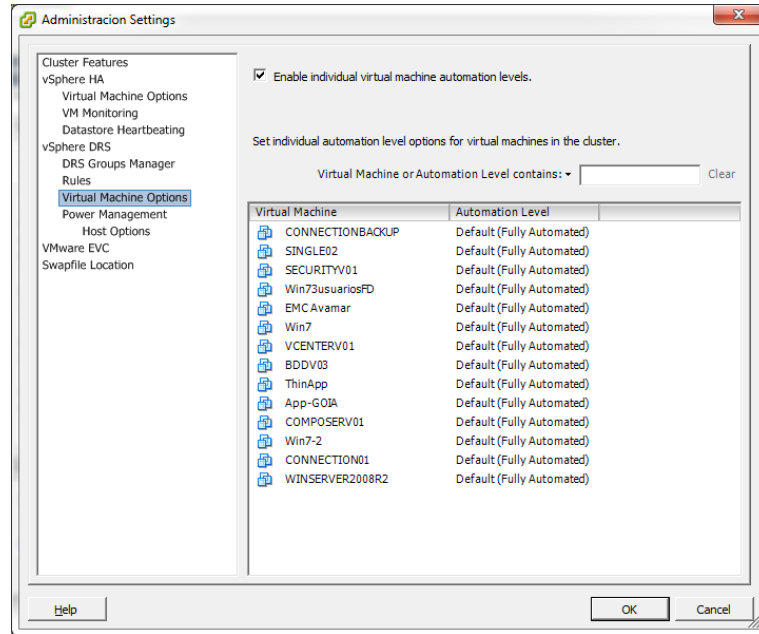 Administracion Settings
Cluster Features
vSphere HA
Virtual Machine Options
VM Monitoring
Datastore Heartbeating
vSphere DRS
DRS Groups Manager
Rules
Virtual Machine Options
Power Management
Host Options
VMware EVC
Swapfile Location
Enable individual virtual machine automation levels.
Set individual automation level options for virtual machines in the cluster.
Virtual Machine or Automation Level contains: Clear
Virtual Machine Automation Level
CONNECTIONBACKUP Default (Fully Automated)
SINGLE02 Default (Fully Automated)
SECURITYV01 Default (Fully Automated)
Win73usuariosFD Default (Fully Automated)
EMC Avamar Default (Fully Automated)
Win7 Default (Fully Automated)
VCENTERV01 Default (Fully Automated)
BDDV03 Default (Fully Automated)
ThinApp Default (Fully Automated)
App-GOIA Default (Fully Automated)
COMPOSERV01 Default (Fully Automated)
Win7-2 Default (Fully Automated)
CONNECTION01 Default (Fully Automated)
WINSERVER2008R2 Default (Fully Automated)
Help OK Cancel